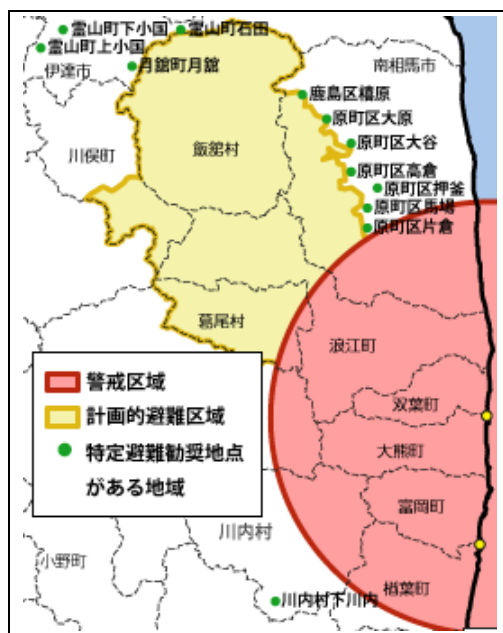 霊山町下小国
霊山町石田
霊山町上小国
伊達市
月舘町月舘
南相馬市
鹿島区橲原
原町区大原
川俣町
飯舘村
原町区大谷
原町区高倉
原町区押釜
原町区馬場
原町区片倉
葛尾村
浪江町
警戒区域
計画的避難区域
特定避難勧奨地点
がある地域
双葉町
大熊町
富岡町
川内村
小野町
川内村下川内
楢葉町